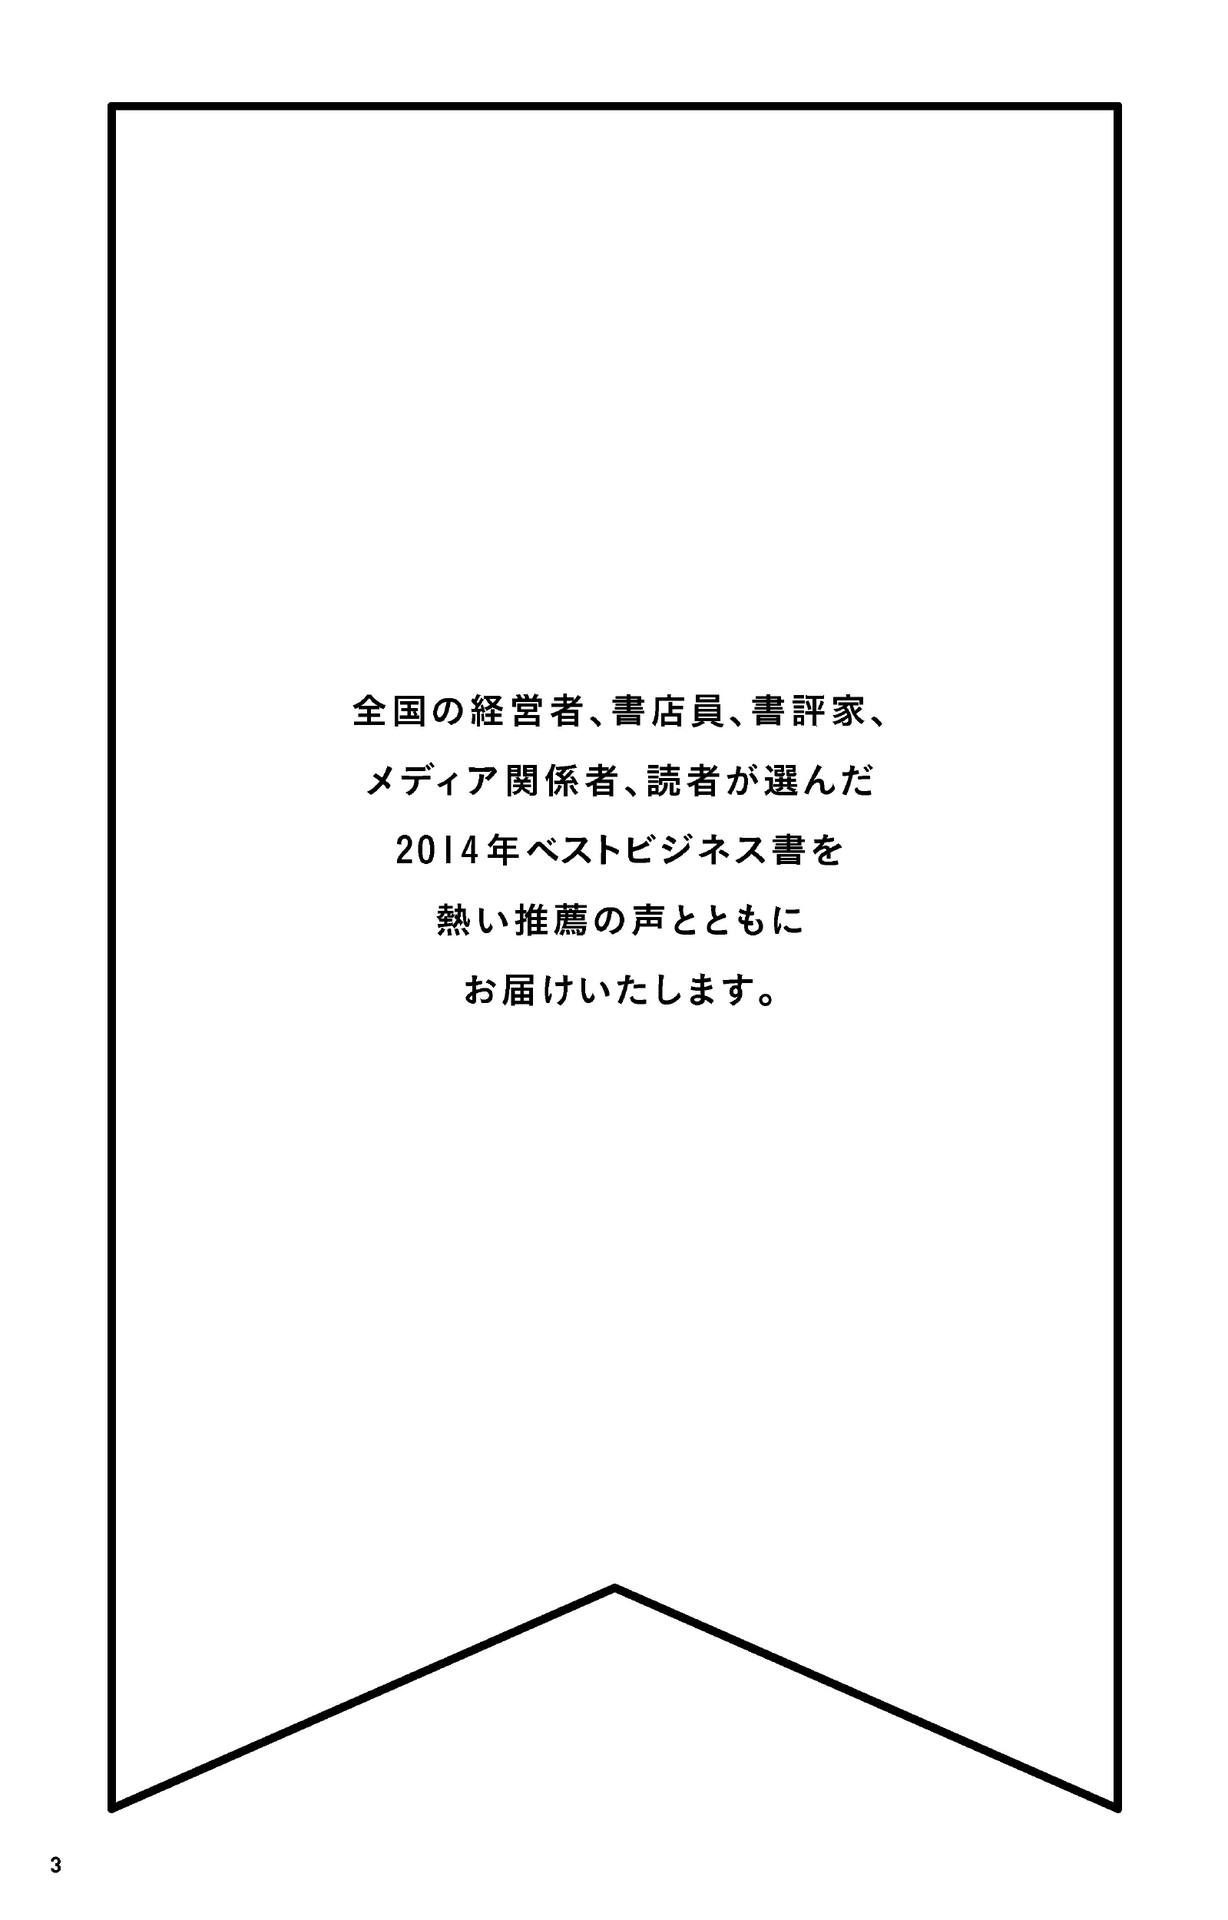 全国の経営者、書店員、書評家、
メディア関係者、読者が選んだ
2014年ベストビジネス書を
熱い推薦の声とともに
お届けいたします。
3